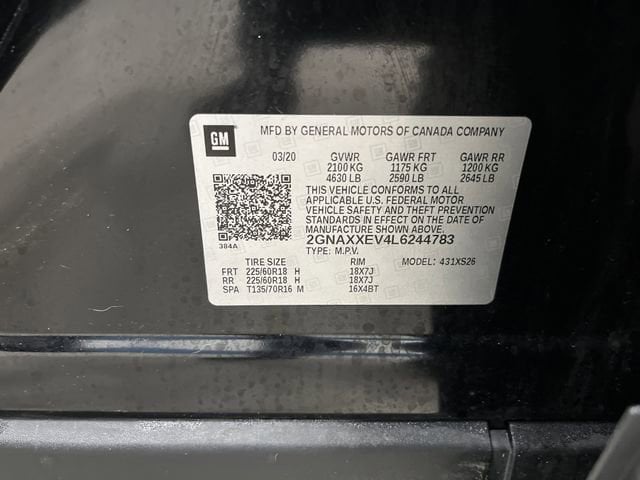 GM MFD BY GENERAL MOTORS OF CANADA COMPANY
03/20 GVWR GAWR FRT GAWR RR
2100 KG 1175 KG 1200 KG
4630 LB 2590 LB 2645 LB
THIS VEHICLE CONFORMS TO ALL
APPLICABLE U.S. FEDERAL MOTOR
VEHICLE SAFETY AND THEFT PREVENTION
STANDARDS IN EFFECT ON THE DATE OF
MANUFACTURE SHOWN ABOVE.
384A 2GNAXXEV4L6244783
TYPE: M.P.V.
TIRE SIZE RIM MODEL: 431XS26
FRT 225/60R18 H 18X7J
RR 225/60R18 H 18X7J
SPA T135/70R16 M 16X4BT